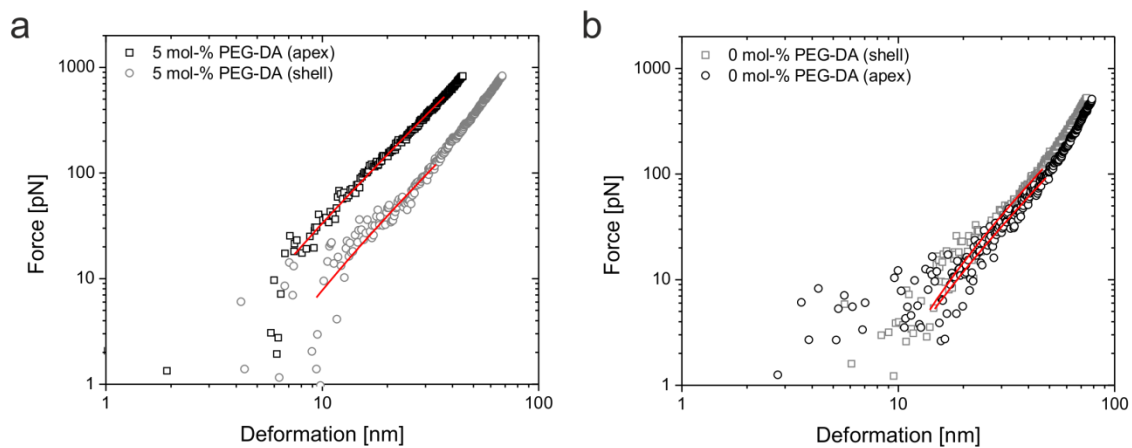 a
5 mol-% PEG-DA (apex)
5 mol-% PEG-DA (shell)
1000
100
10
1
Force [pN]
1
10
100
Deformation [nm]
b
0 mol-% PEG-DA (shell)
0 mol-% PEG-DA (apex)
1000
100
10
1
Force [pN]
1
10
100
Deformation [nm]